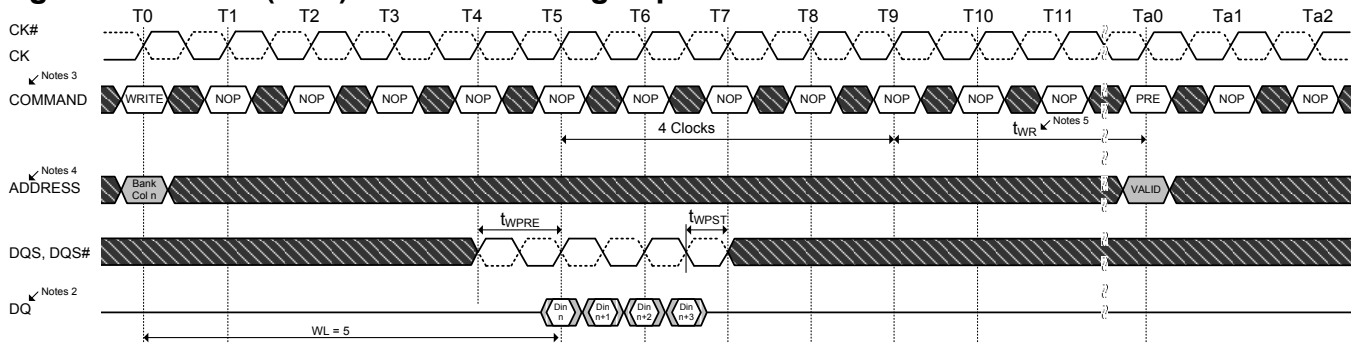 T0 T1 T2 T3 T4 T5 T6 T7 T8 T9 T10 T11 Ta0 Ta1 Ta2
CK#
CK
Notes 3
COMMAND WRITE NOP NOP NOP NOP NOP NOP NOP NOP NOP NOP NOP PRE NOP NOP
4 Clocks tWR Notes 5
Notes 4
ADDRESS Bank Col n VALID
tWPRE tWPST
DQS, DQS#
Notes 2
DQ Din n Din n+1 Din n+2 Din n+3
WL = 5